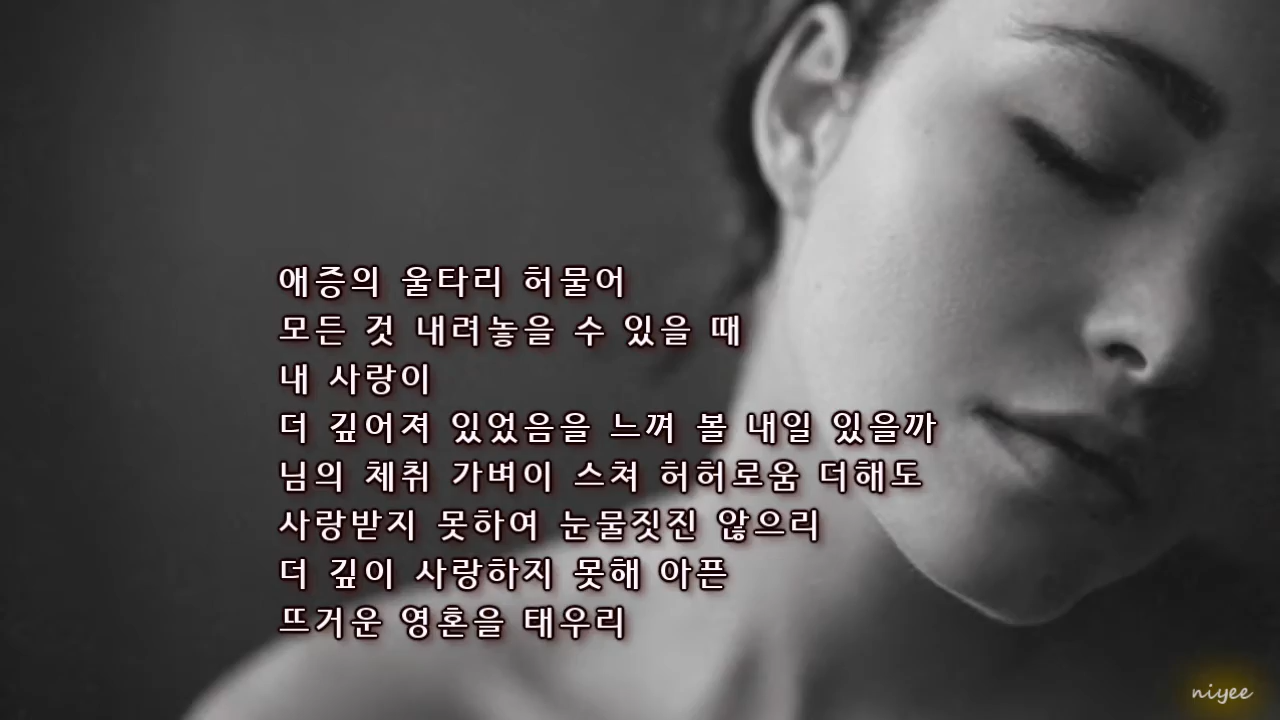 애증의 울타리 허물어
모든 것 내려놓을 수 있을 때
내 사랑이
더 깊어져 있었음을 느껴 볼 내일 있을까
님의 체취 가벼이 스쳐 허허로움 더해도
사랑받지 못하여 눈물짓진 않으리
더 깊이 사랑하지 못해 아픈
뜨거운 영혼을 태우리
niyee